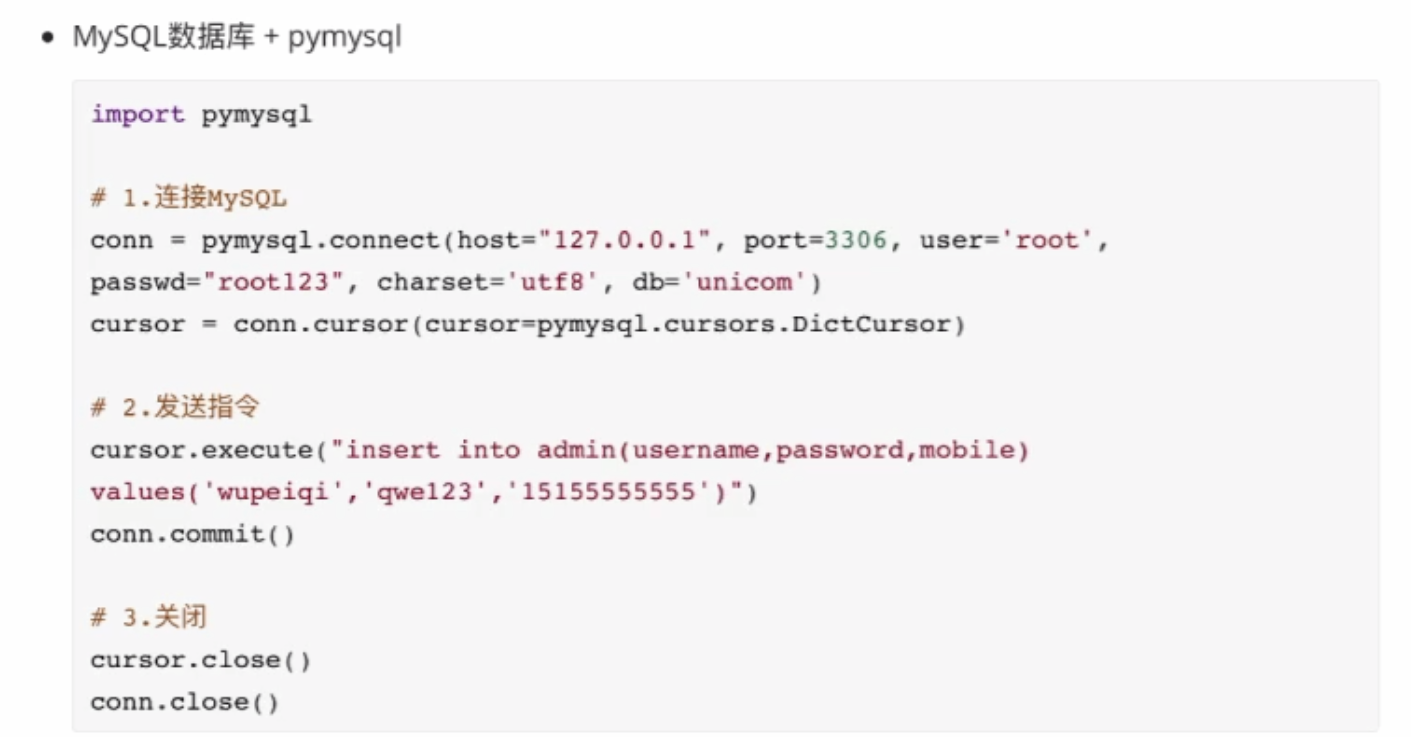 MySQL数据库 + pymysql
import pymysql
# 1.连接MySQL
conn = pymysql.connect(host="127.0.0.1", port=3306, user='root',
passwd="root123", charset='utf8', db='unicom')
cursor = conn.cursor(cursor=pymysql.cursors.DictCursor)
# 2.发送指令
cursor.execute("insert into admin(username,password,mobile)
values('wupeiqi','qwe123','15155555555')")
conn.commit()
# 3.关闭
cursor.close()
conn.close()